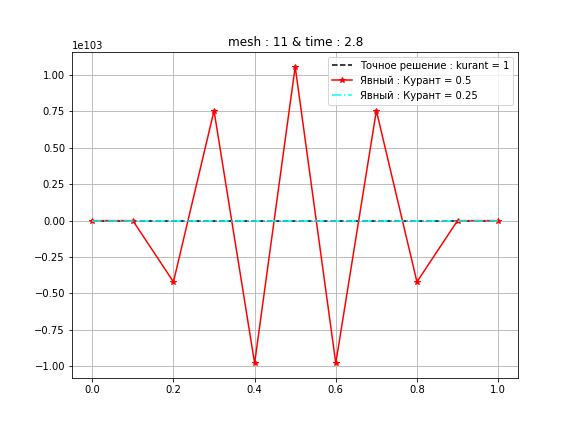 mesh : 11 & time : 2.8
1e103
Точное решение : kurant = 1
Явный : Курант = 0.5
Явный : Курант = 0.25
1.00
0.75
0.50
0.25
0.00
−0.25
−0.50
−0.75
−1.00
0.0 0.2 0.4 0.6 0.8 1.0